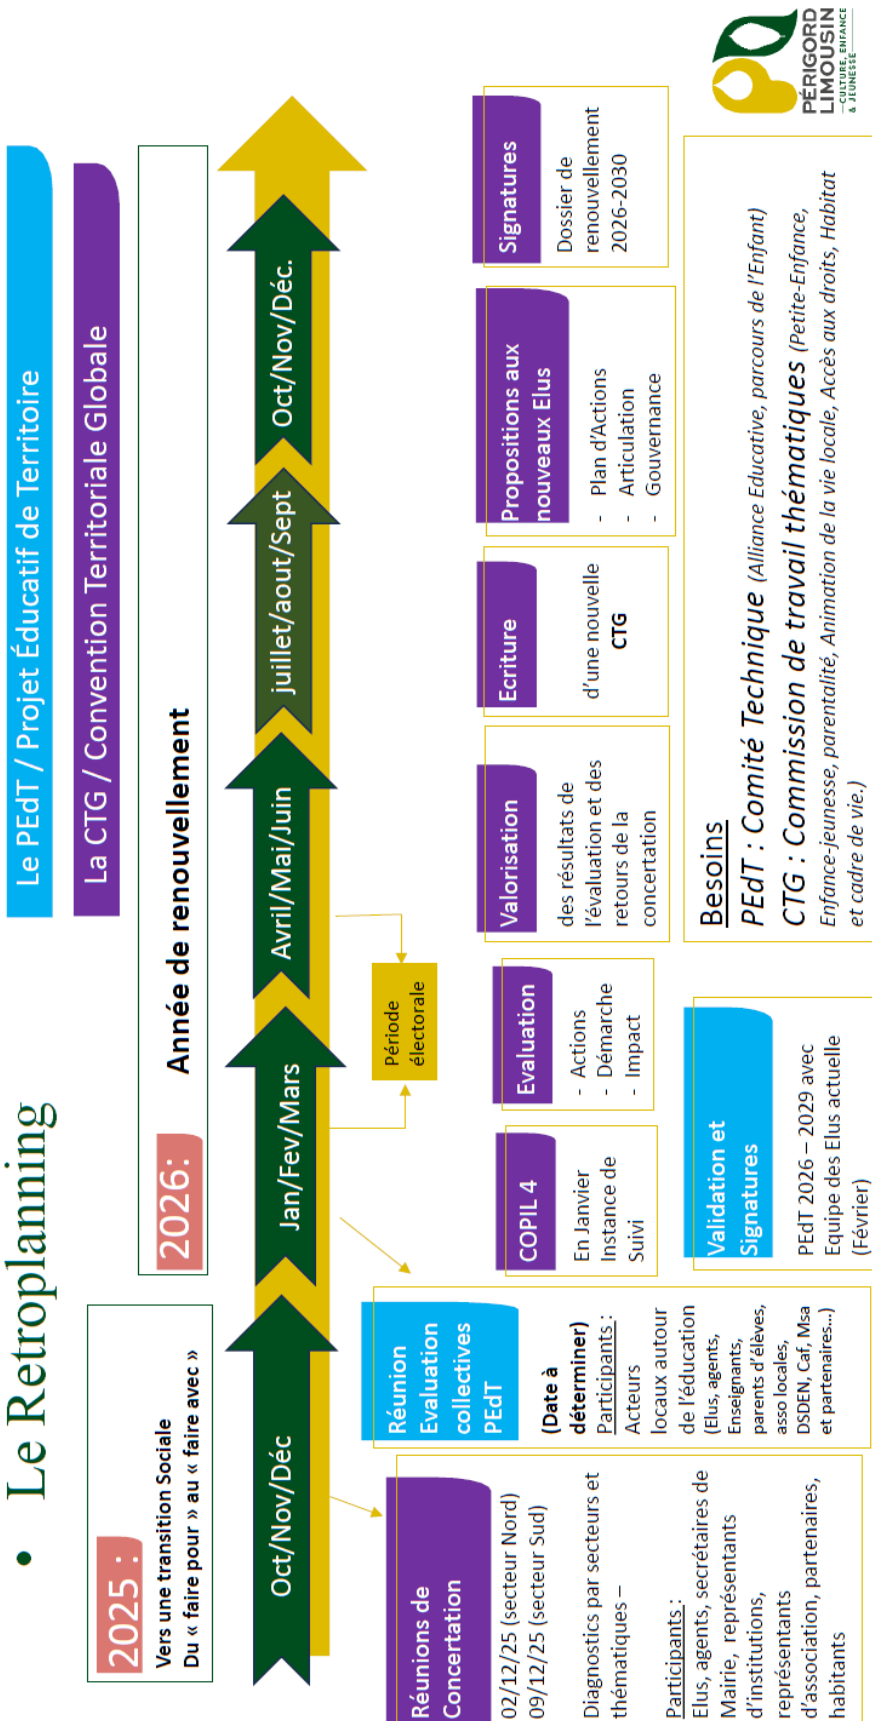 • Le Retroplanning
Le PEdT / Projet Éducatif de Territoire
La CTG / Convention Territoriale Globale
2025 :
Vers une transition Sociale
Du « faire pour » au « faire avec »
2026:
Année de renouvellement
Oct/Nov/Déc
Jan/Fev/Mars
Avril/Mai/Juin
juillet/aout/Sept
Oct/Nov/Déc.
Période
électorale
Réunions de
Concertation
02/12/25 (secteur Nord)
09/12/25 (secteur Sud)
Diagnostics par secteurs et
thématiques –
Participants :
Elus, agents, secrétaires de
Mairie, représentants
d'institutions,
représentants
d'association, partenaires,
habitants
Réunion
Evaluation
collectives
PEdT
(Date à
déterminer)
Participants :
Acteurs
locaux autour
de l'éducation
(Elus, agents,
Enseignants,
parents d'élèves,
asso locales,
DSDEN, Caf, Msa
et partenaires...)
COPIL 4
En Janvier
Instance de
Suivi
Evaluation
- Actions
- Démarche
- Impact
Validation et
Signatures
PEdT 2026 – 2029 avec
Equipe des Elus actuelle
(Février)
Valorisation
des résultats de
l'évaluation et des
retours de la
concertation
Ecriture
d'une nouvelle
CTG
Propositions aux
nouveaux Elus
- Plan d'Actions
- Articulation
- Gouvernance
Signatures
Dossier de
renouvellement
2026-2030
Besoins
PEdT : Comité Technique (Alliance Educative, parcours de l'Enfant)
CTG : Commission de travail thématiques (Petite-Enfance,
Enfance-jeunesse, parentalité, Animation de la vie locale, Accès aux droits, Habitat
et cadre de vie.)
PÉRIGORD
LIMOUSIN
—CULTURE, ENFANCE
& JEUNESSE—